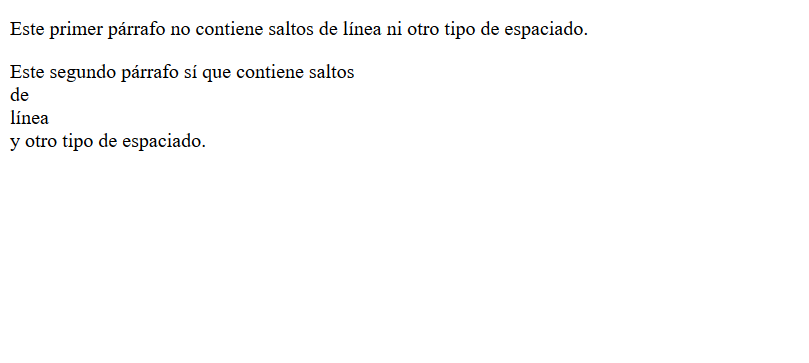 Este primer párrafo no contiene saltos de línea ni otro tipo de espaciado.
Este segundo párrafo sí que contiene saltos
de
línea
y otro tipo de espaciado.